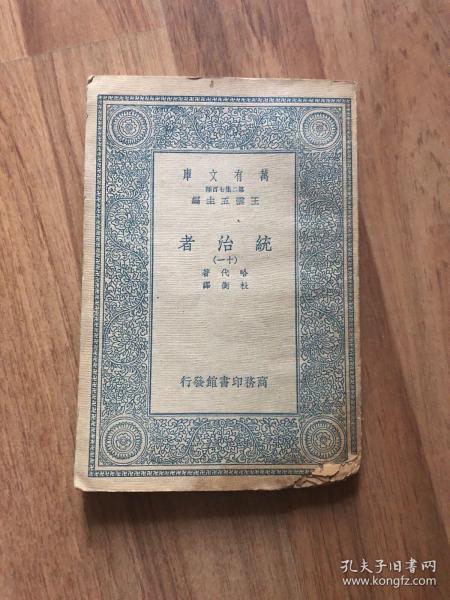 庫文有萬
種百七集二第
編主五雲王
者治統
(一十)
著代哈
譯衡杜
行發館書印務商
孔夫子旧书网
www.kongfz.com